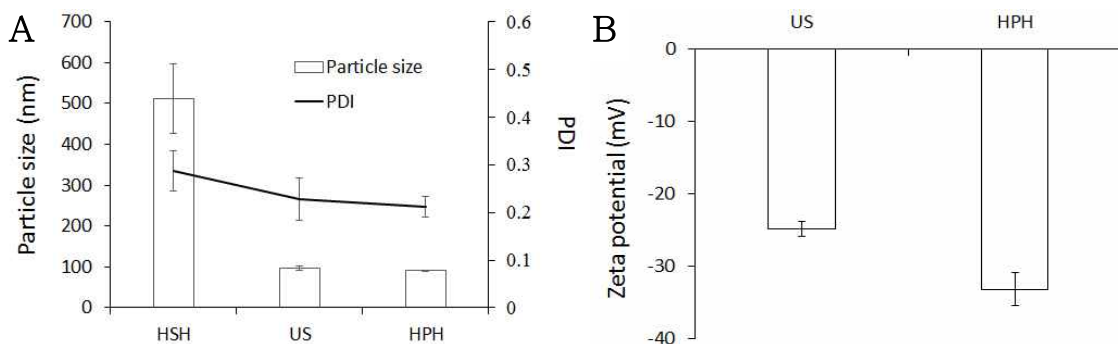 A
700
600
500
400
300
200
100
0
Particle size (nm)
Particle size
PDI
0.6
0.5
0.4
0.3
0.2
0.1
0
PDI
HSH US HPH
B
US HPH
0
-10
-20
-30
-40
Zeta potential (mV)